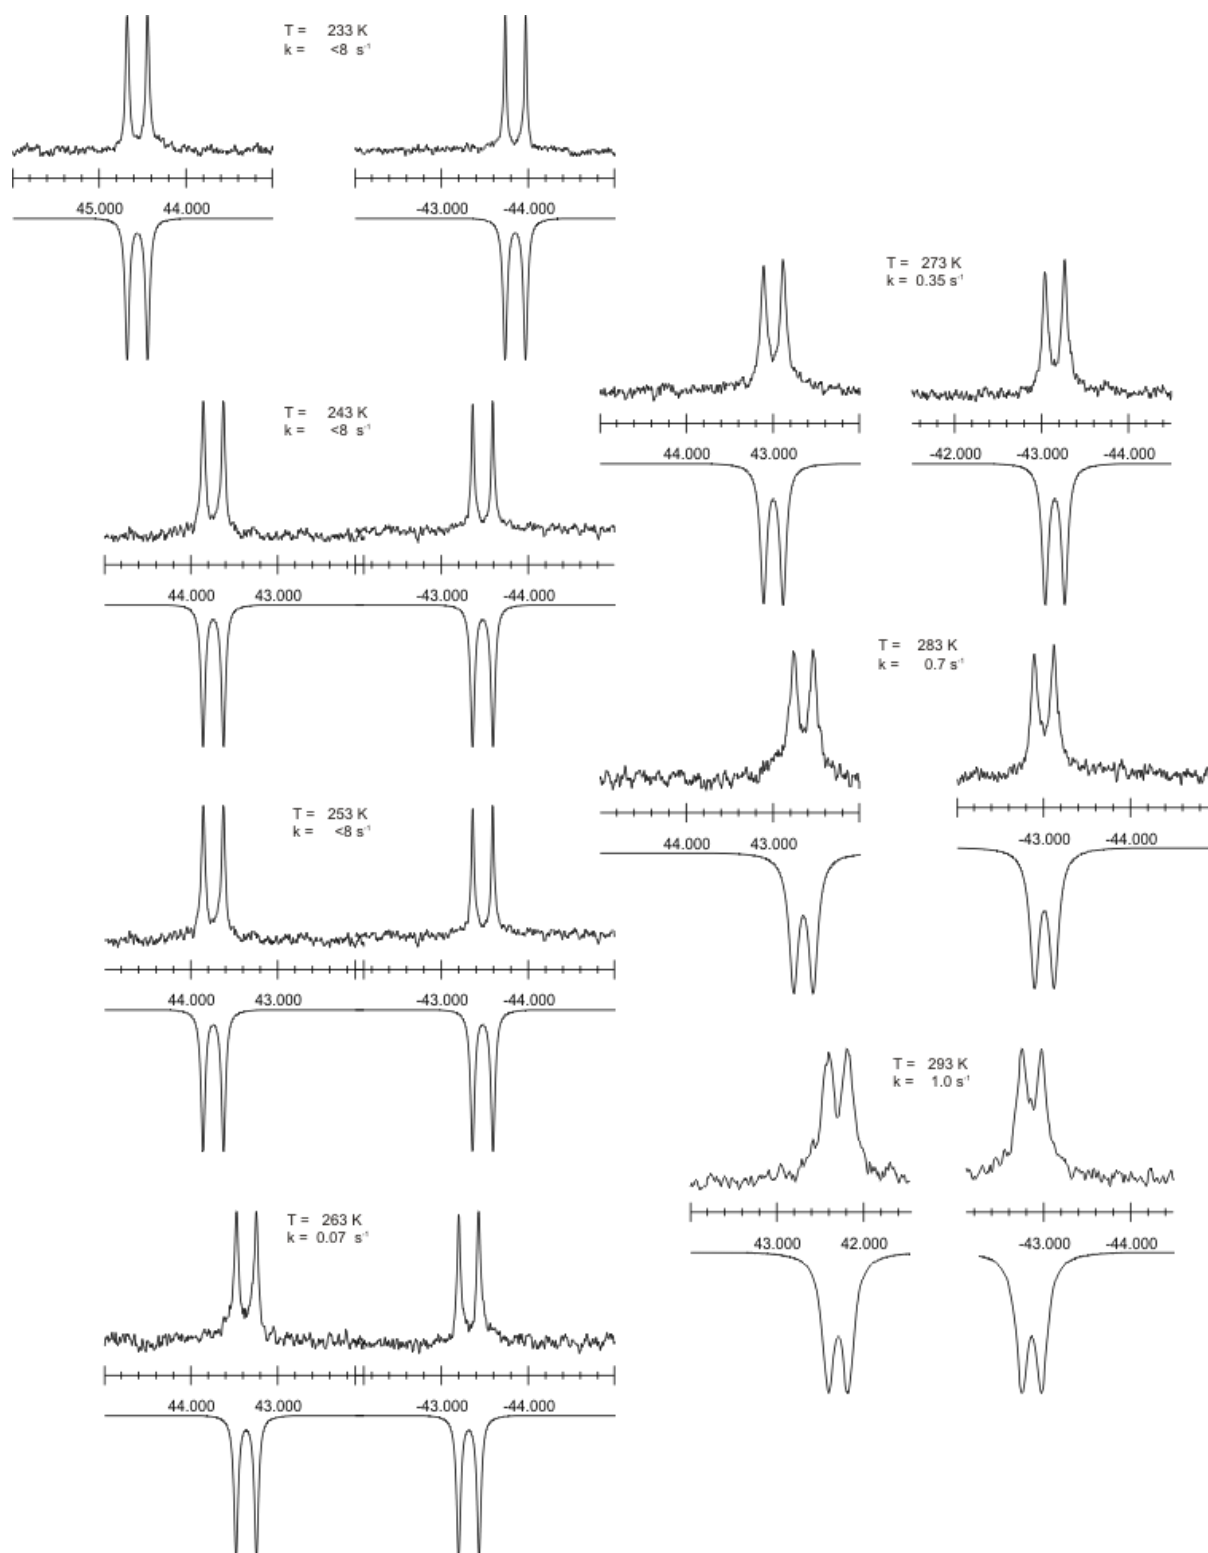 T = 233 K
k = <8 s⁻¹
45.000 44.000
-43.000 -44.000
T = 243 K
k = <8 s⁻¹
44.000 43.000
-43.000 -44.000
T = 253 K
k = <8 s⁻¹
44.000 43.000
-43.000 -44.000
T = 263 K
k = 0.07 s⁻¹
44.000 43.000
-43.000 -44.000
T = 273 K
k = 0.35 s⁻¹
44.000 43.000
-42.000 -43.000 -44.000
T = 283 K
k = 0.7 s⁻¹
44.000 43.000
-43.000 -44.000
T = 293 K
k = 1.0 s⁻¹
43.000 42.000
-43.000 -44.000